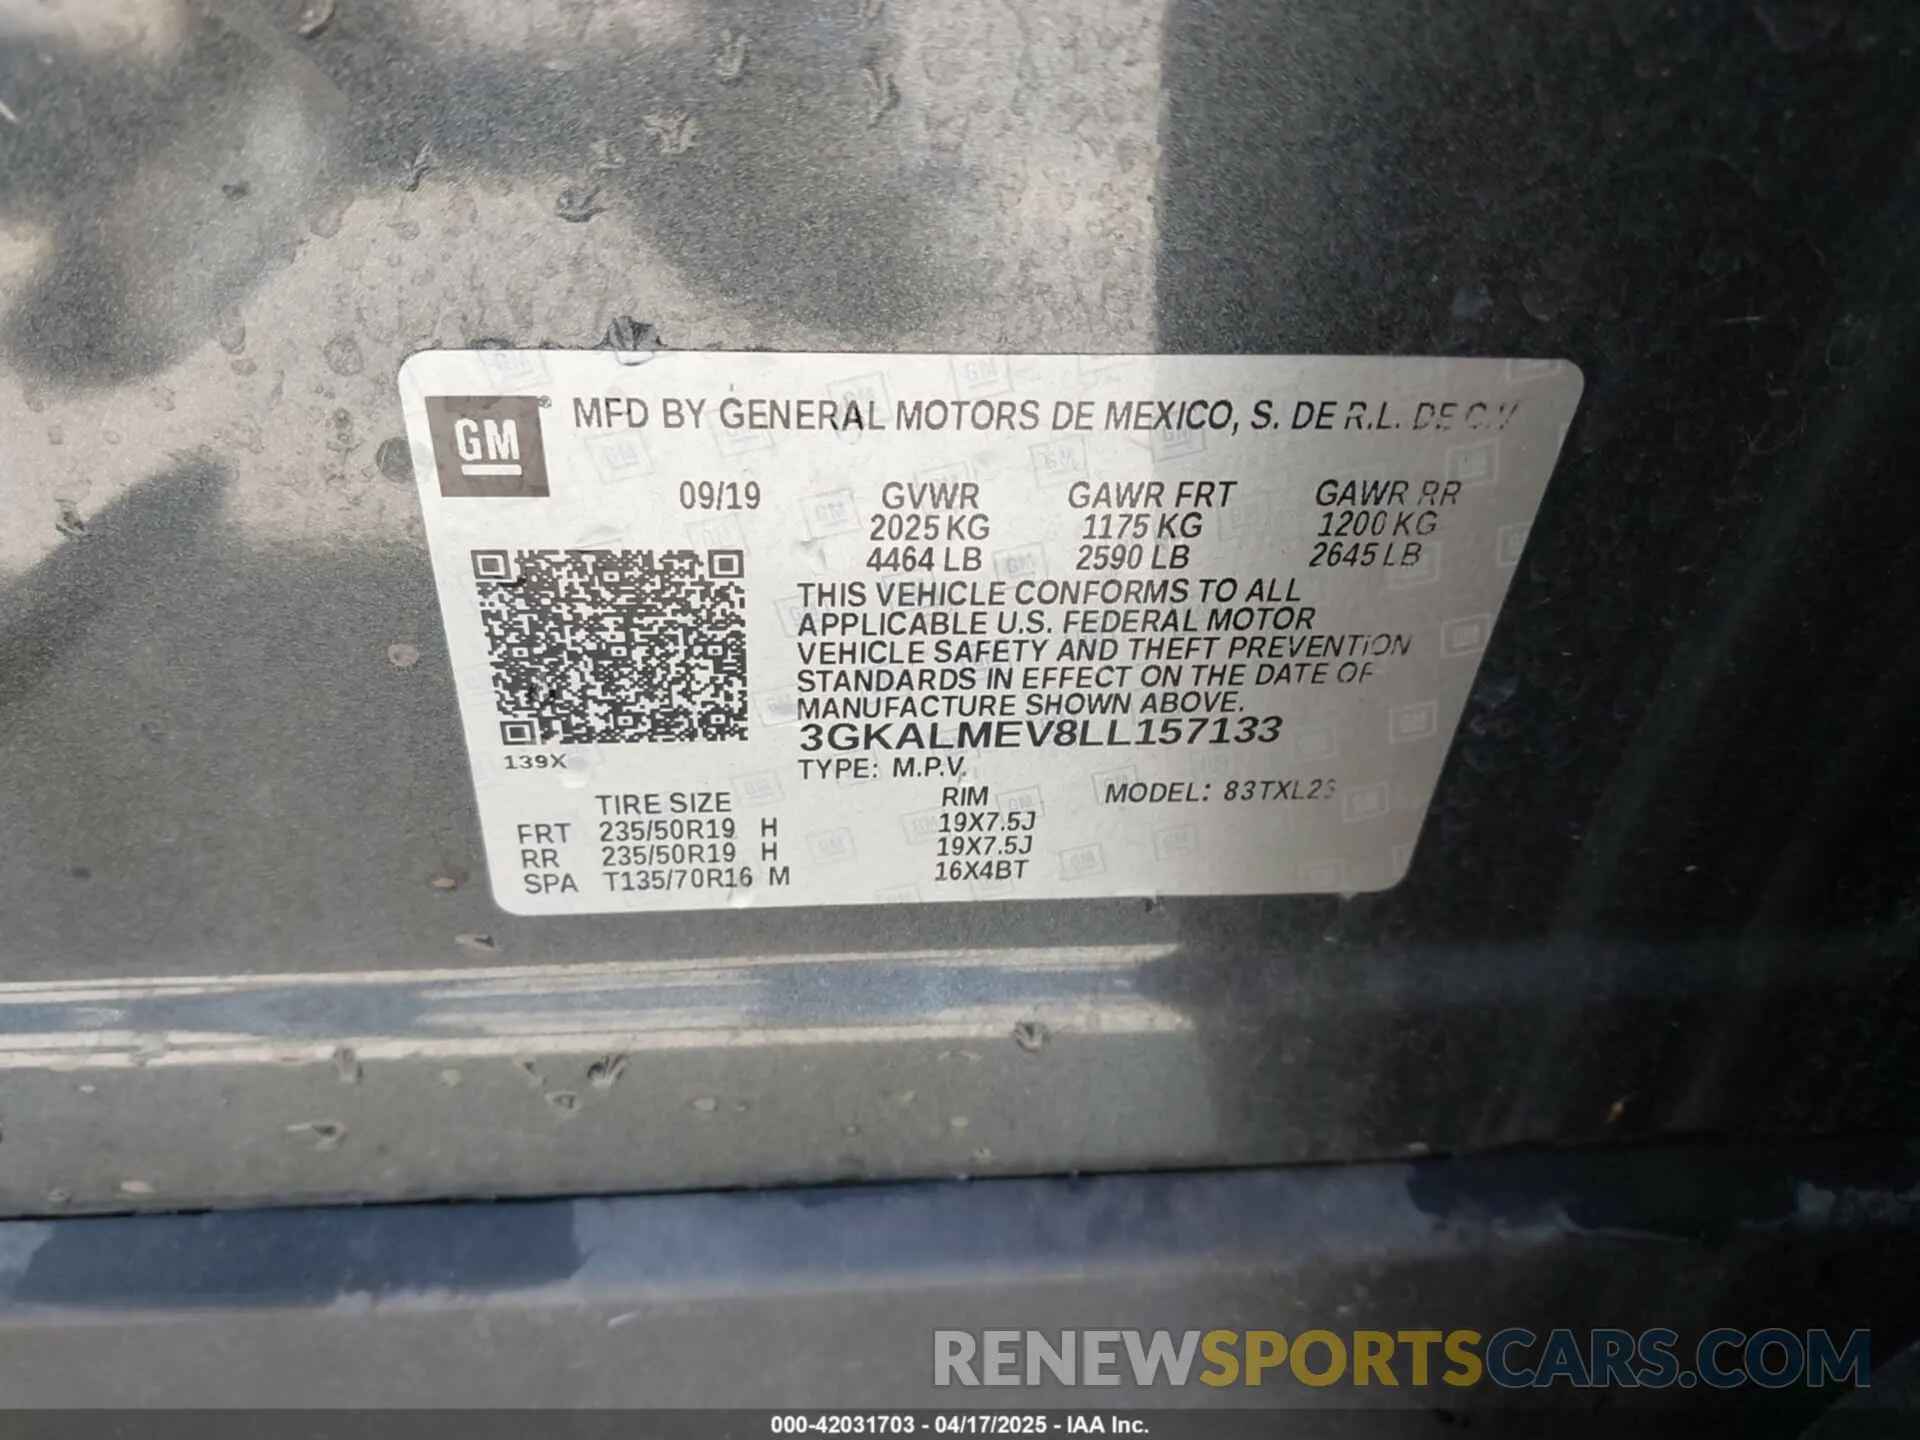 GM ® MFD BY GENERAL MOTORS DE MEXICO, S. DE R.L. DE C.V
09/19 GVWR GAWR FRT GAWR RR
2025 KG 1175 KG 1200 KG
4464 LB 2590 LB 2645 LB
THIS VEHICLE CONFORMS TO ALL
APPLICABLE U.S. FEDERAL MOTOR
VEHICLE SAFETY AND THEFT PREVENTION
STANDARDS IN EFFECT ON THE DATE OF
MANUFACTURE SHOWN ABOVE.
3GKALMEV8LL157133
139X
TYPE: M.P.V.
TIRE SIZE RIM MODEL:
FRT 235/50R19 H 19X7.5J
RR 235/50R19 H 19X7.5J
SPA T135/70R16 M 16X4BT
RENEWSPORTSCARS.COM
000-42031703 - 04/17/2025 - IAA Inc.